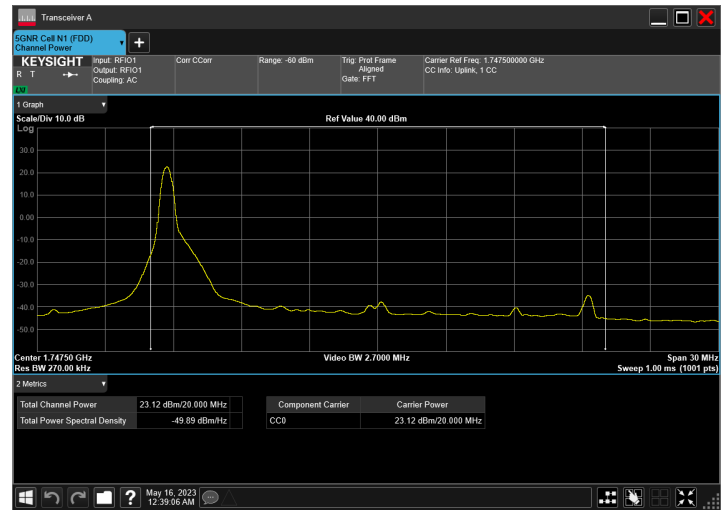 Transceiver A
5GNR Cell N1 (FDD)
Channel Power
KEYSIGHT
R T
LXI
Input: RFIO1
Output: RFIO1
Coupling: AC
Corr CCorr
Range: -60 dBm
Trig: Prot Frame
Aligned
Gate: FFT
Carrier Ref Freq: 1.747500000 GHz
CC Info: Uplink, 1 CC
1 Graph
Scale/Div 10.0 dB
Ref Value 40.00 dBm
Log
30.0
20.0
10.0
0.00
-10.0
-20.0
-30.0
-40.0
-50.0
Center 1.74750 GHz
Video BW 2.7000 MHz
Span 30 MHz
Res BW 270.00 kHz
Sweep 1.00 ms (1001 pts)
2 Metrics
Total Channel Power 23.12 dBm/20.000 MHz
Total Power Spectral Density -49.89 dBm/Hz
Component Carrier Carrier Power
CC0 23.12 dBm/20.000 MHz
?
May 16, 2023
12:39:06 AM